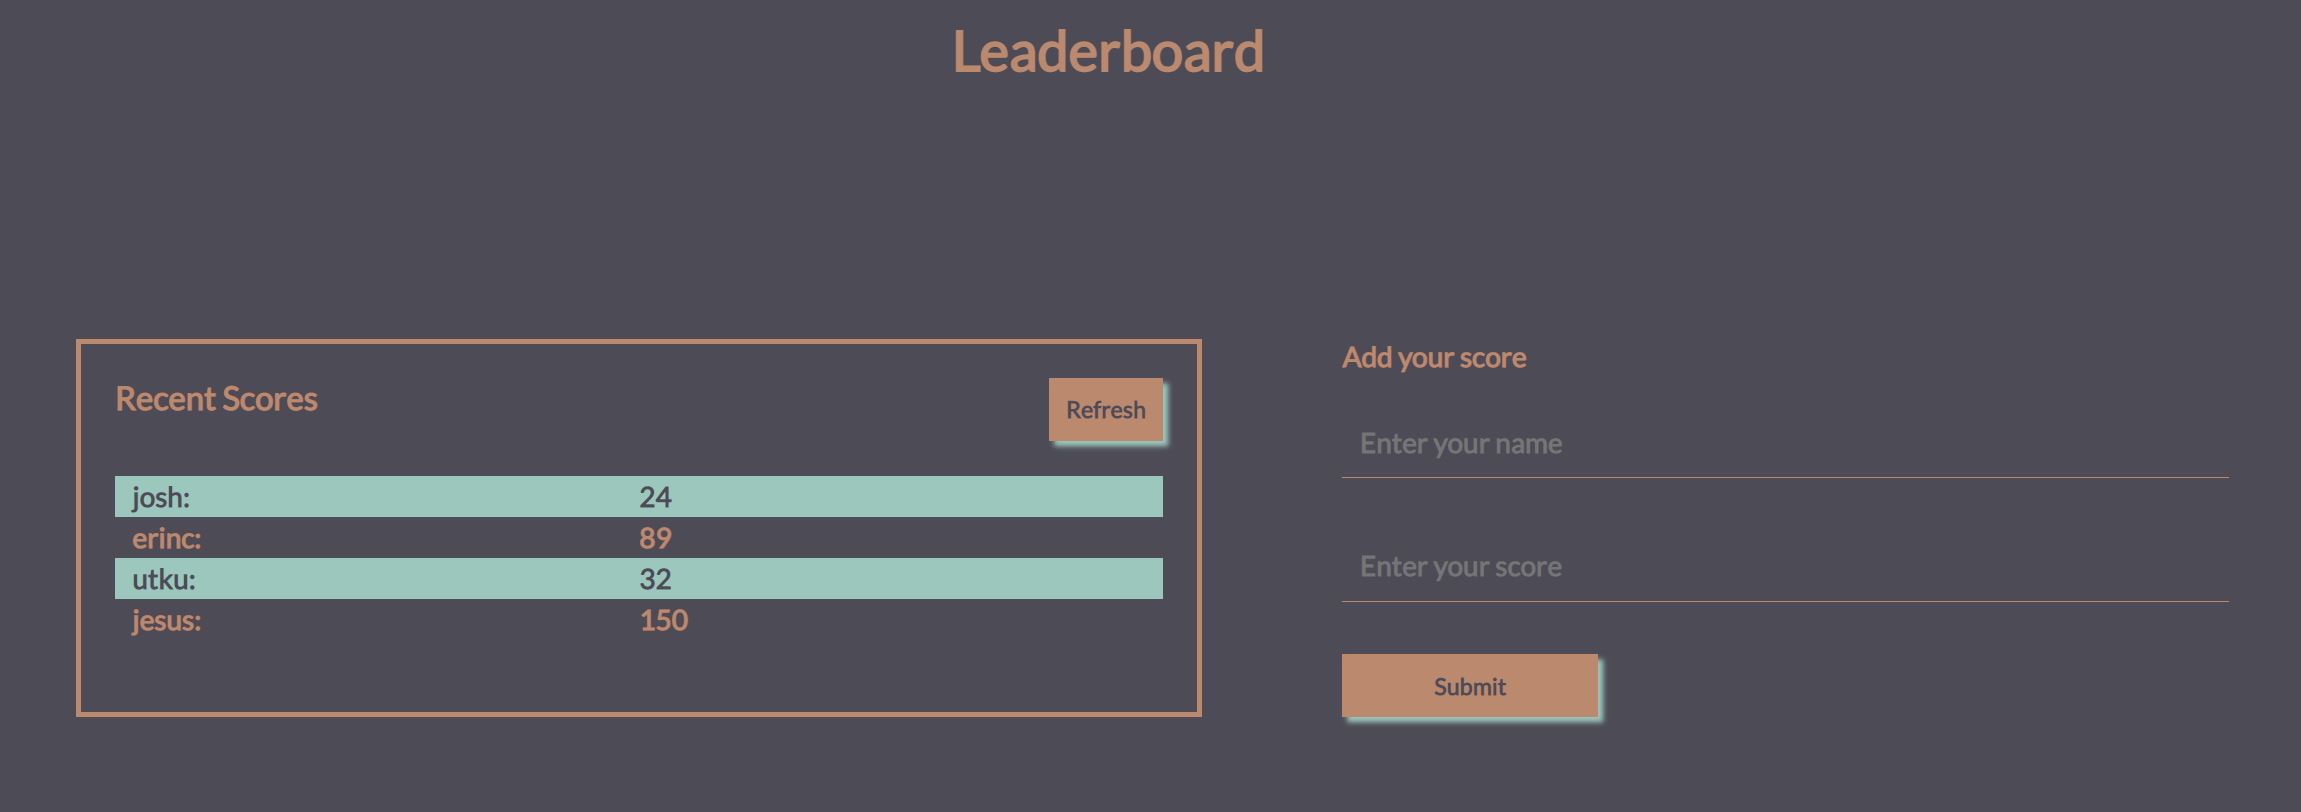 Leaderboard
Recent Scores
Refresh
josh: 24
erinc: 89
utku: 32
jesus: 150
Add your score
Enter your name
Enter your score
Submit